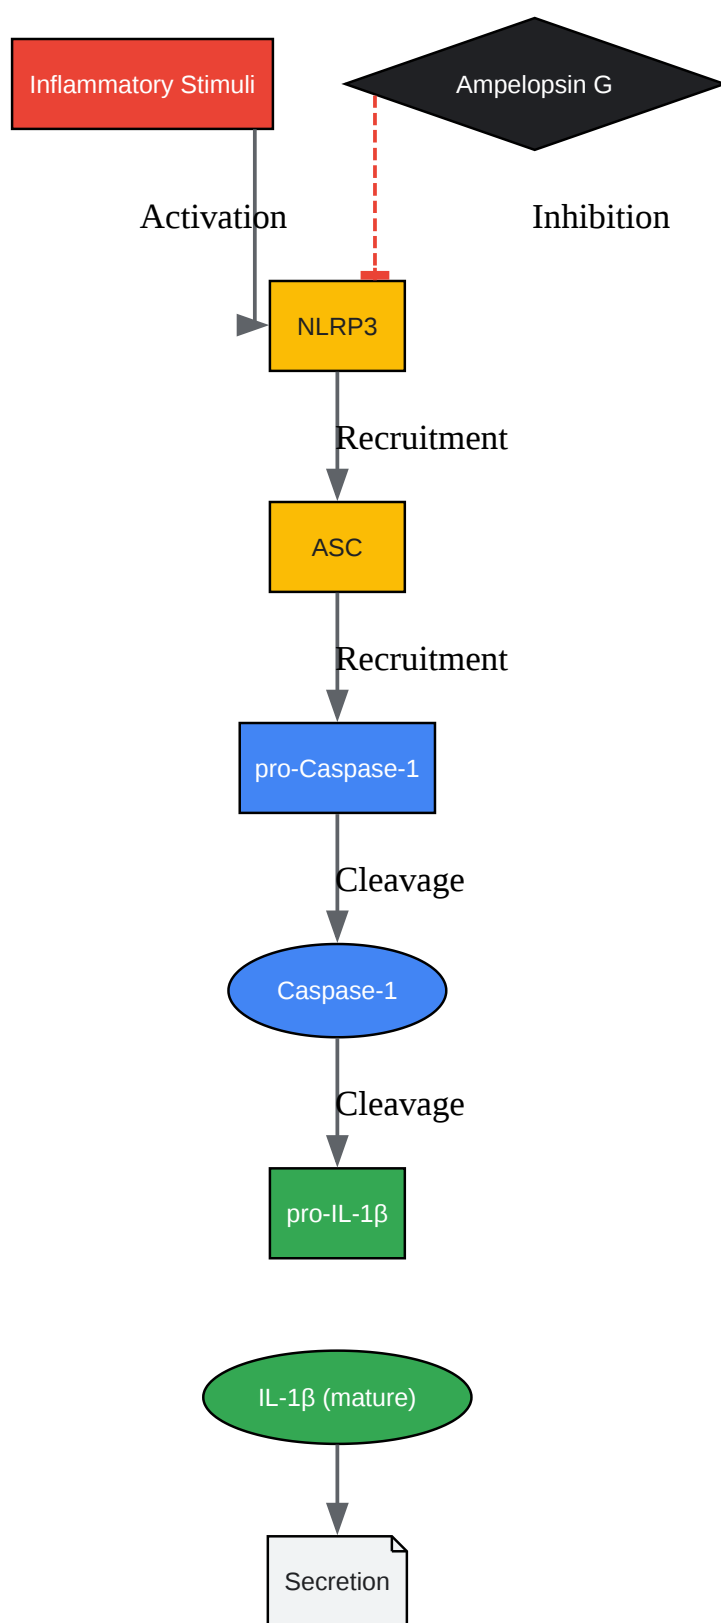 Inflammatory Stimuli
Ampelopsin G
Activation
Inhibition
NLRP3
Recruitment
ASC
Recruitment
pro-Caspase-1
Cleavage
Caspase-1
Cleavage
pro-IL-1β
IL-1β (mature)
Secretion